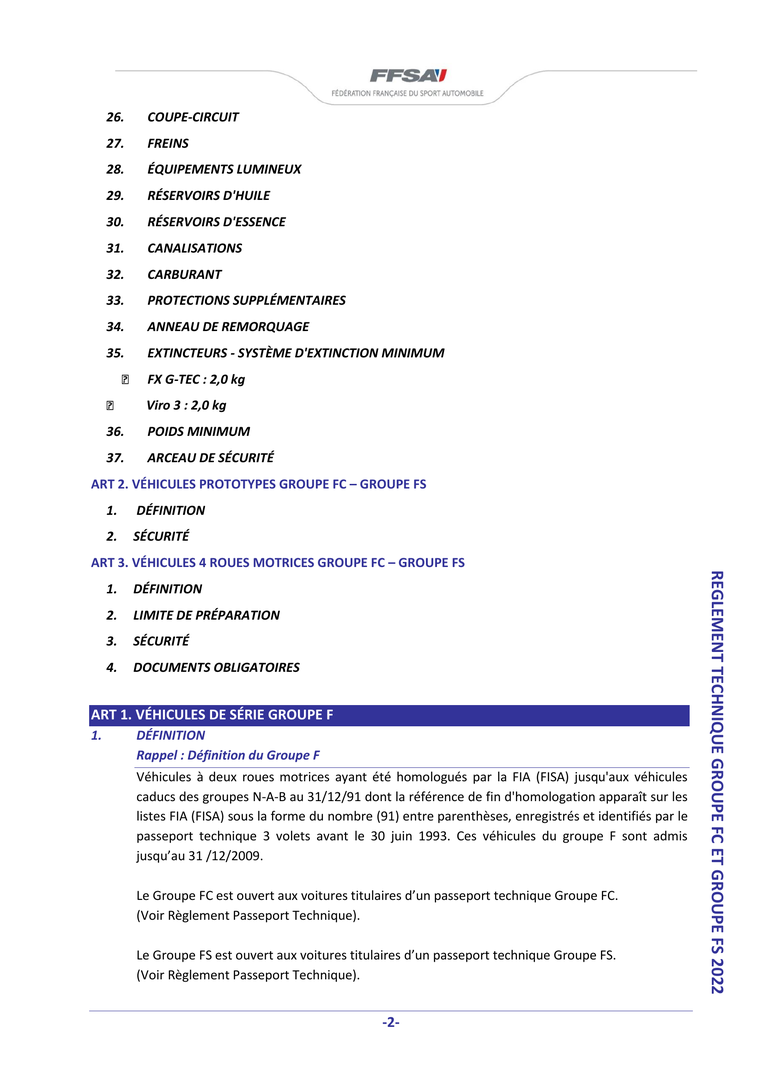 FFSA
FÉDÉRATION FRANÇAISE DU SPORT AUTOMOBILE
26. COUPE-CIRCUIT
27. FREINS
28. ÉQUIPEMENTS LUMINEUX
29. RÉSERVOIRS D'HUILE
30. RÉSERVOIRS D'ESSENCE
31. CANALISATIONS
32. CARBURANT
33. PROTECTIONS SUPPLÉMENTAIRES
34. ANNEAU DE REMORQUAGE
35. EXTINCTEURS - SYSTÈME D'EXTINCTION MINIMUM
FX G-TEC : 2,0 kg
Viro 3 : 2,0 kg
36. POIDS MINIMUM
37. ARCEAU DE SÉCURITÉ
ART 2. VÉHICULES PROTOTYPES GROUPE FC – GROUPE FS
1. DÉFINITION
2. SÉCURITÉ
ART 3. VÉHICULES 4 ROUES MOTRICES GROUPE FC – GROUPE FS
1. DÉFINITION
2. LIMITE DE PRÉPARATION
3. SÉCURITÉ
4. DOCUMENTS OBLIGATOIRES
ART 1. VÉHICULES DE SÉRIE GROUPE F
1. DÉFINITION
Rappel : Définition du Groupe F
Véhicules à deux roues motrices ayant été homologués par la FIA (FISA) jusqu'aux véhicules
caducs des groupes N-A-B au 31/12/91 dont la référence de fin d'homologation apparaît sur les
listes FIA (FISA) sous la forme du nombre (91) entre parenthèses, enregistrés et identifiés par le
passeport technique 3 volets avant le 30 juin 1993. Ces véhicules du groupe F sont admis
jusqu’au 31 /12/2009.
Le Groupe FC est ouvert aux voitures titulaires d’un passeport technique Groupe FC.
(Voir Règlement Passeport Technique).
Le Groupe FS est ouvert aux voitures titulaires d’un passeport technique Groupe FS.
(Voir Règlement Passeport Technique).
REGLEMENT TECHNIQUE GROUPE FC ET GROUPE FS 2022
-2-